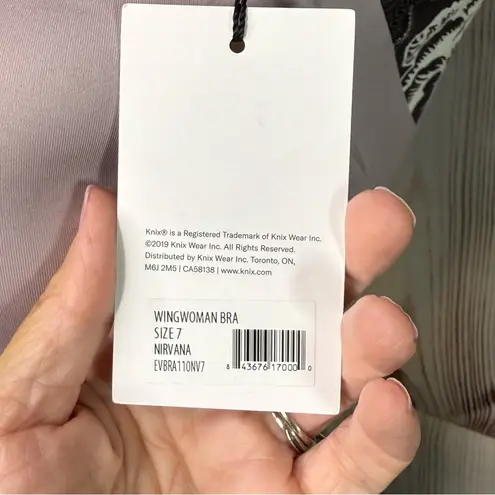 Knix® is a Registered Trademark of Knix Wear Inc.
©2019 Knix Wear Inc. All Rights Reserved.
Distributed by Knix Wear Inc. Toronto, ON,
M6J 2M5 | CA58138 | www.knix.com
WINGWOMAN BRA
SIZE 7
NIRVANA
EVBRA110NV7
8 43676 17000 0